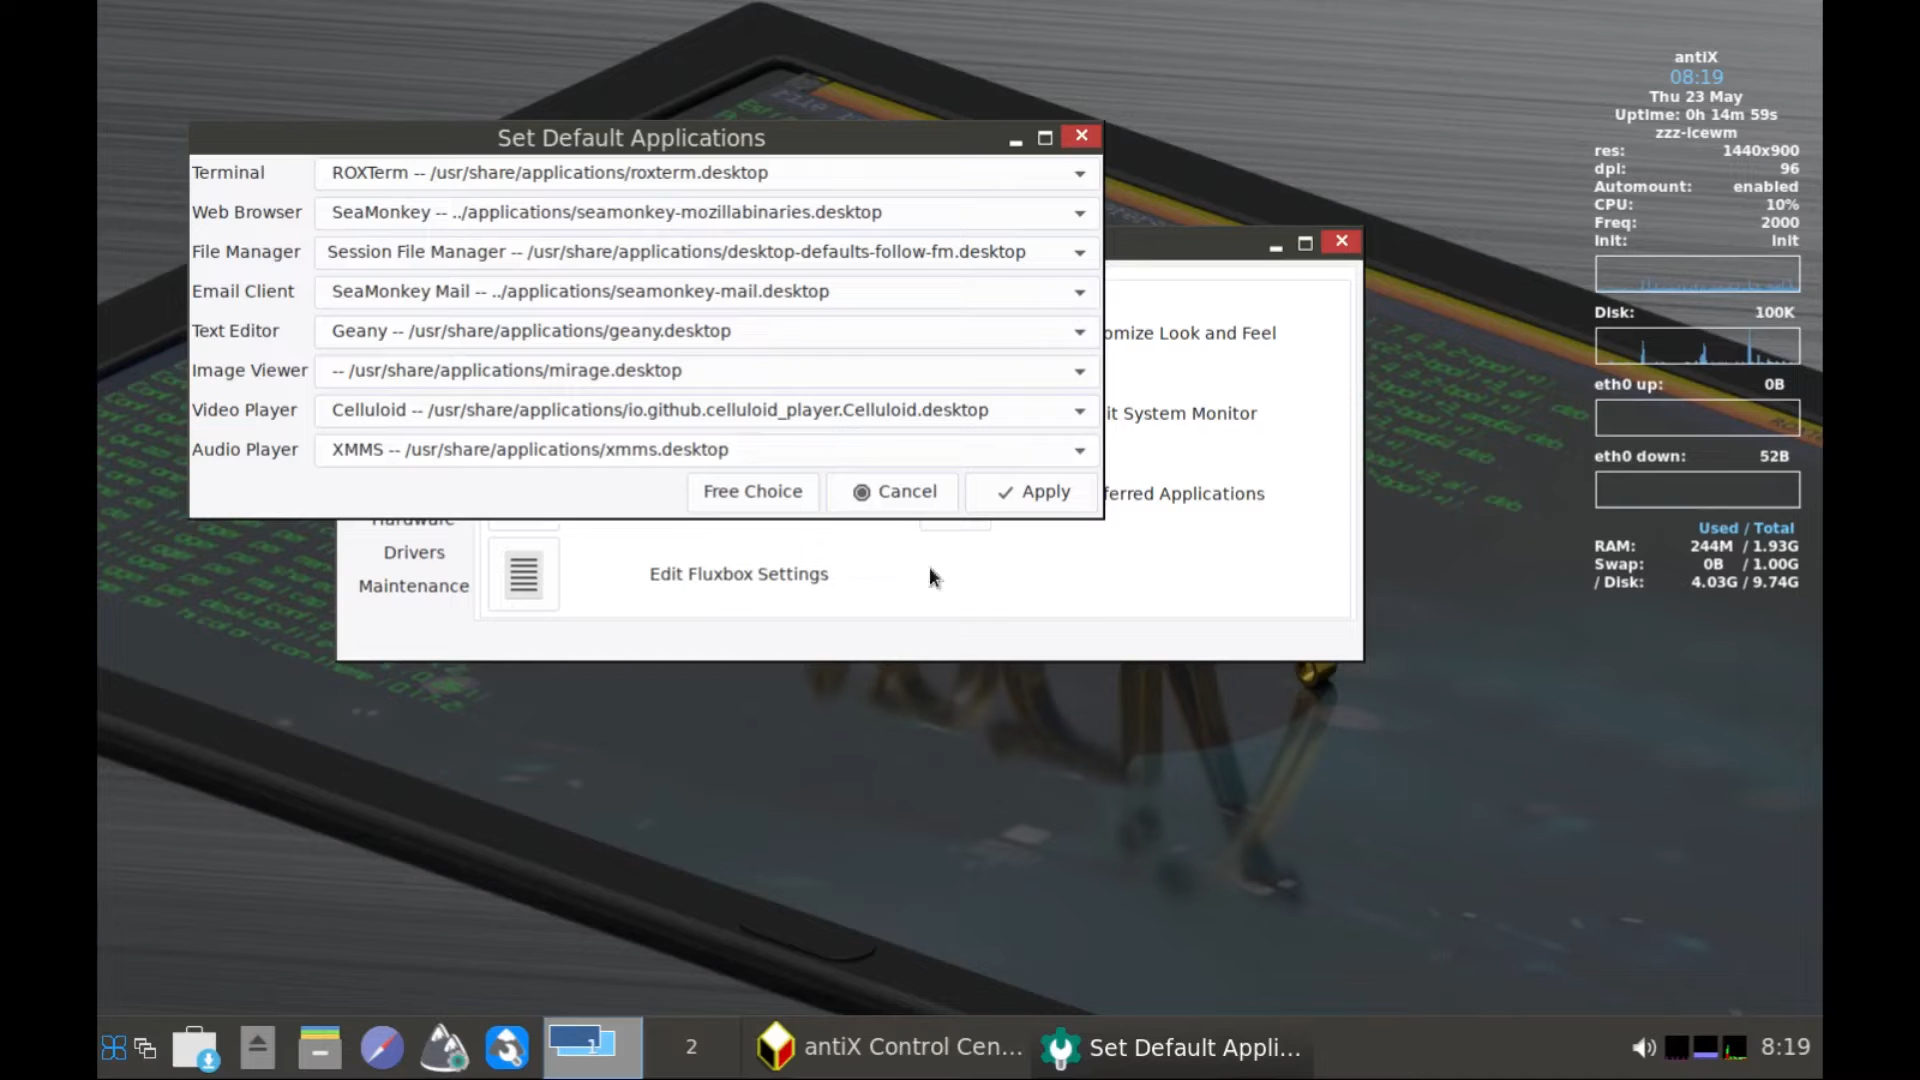 antiX
08:19
Thu 23 May
Uptime: 0h 14m 59s
zzz-icewm
res: 1440x900
dpl: 96
Automount: enabled
CPU: 10%
Freq: 2000
Init: Init
Disk: 100K
eth0 up: 0B
eth0 down: 52B
Used / Total
RAM: 244M / 1.93G
Swap: 0B / 1.00G
/ Disk: 4.03G / 9.74G
Set Default Applications
Terminal ROXTerm -- /usr/share/applications/roxterm.desktop
Web Browser SeaMonkey -- ../applications/seamonkey-mozillabinaries.desktop
File Manager Session File Manager -- /usr/share/applications/desktop-defaults-follow-fm.desktop
Email Client SeaMonkey Mail -- ../applications/seamonkey-mail.desktop
Text Editor Geany -- /usr/share/applications/geany.desktop
Image Viewer -- /usr/share/applications/mirage.desktop
Video Player Celluloid -- /usr/share/applications/io.github.celluloid_player.Celluloid.desktop
Audio Player XMMS -- /usr/share/applications/xmms.desktop
Free Choice Cancel Apply
omize Look and Feel
it System Monitor
ferred Applications
Hardware
Drivers
Maintenance
Edit Fluxbox Settings
1 2 antiX Control Cen... Set Default Appli... 8:19